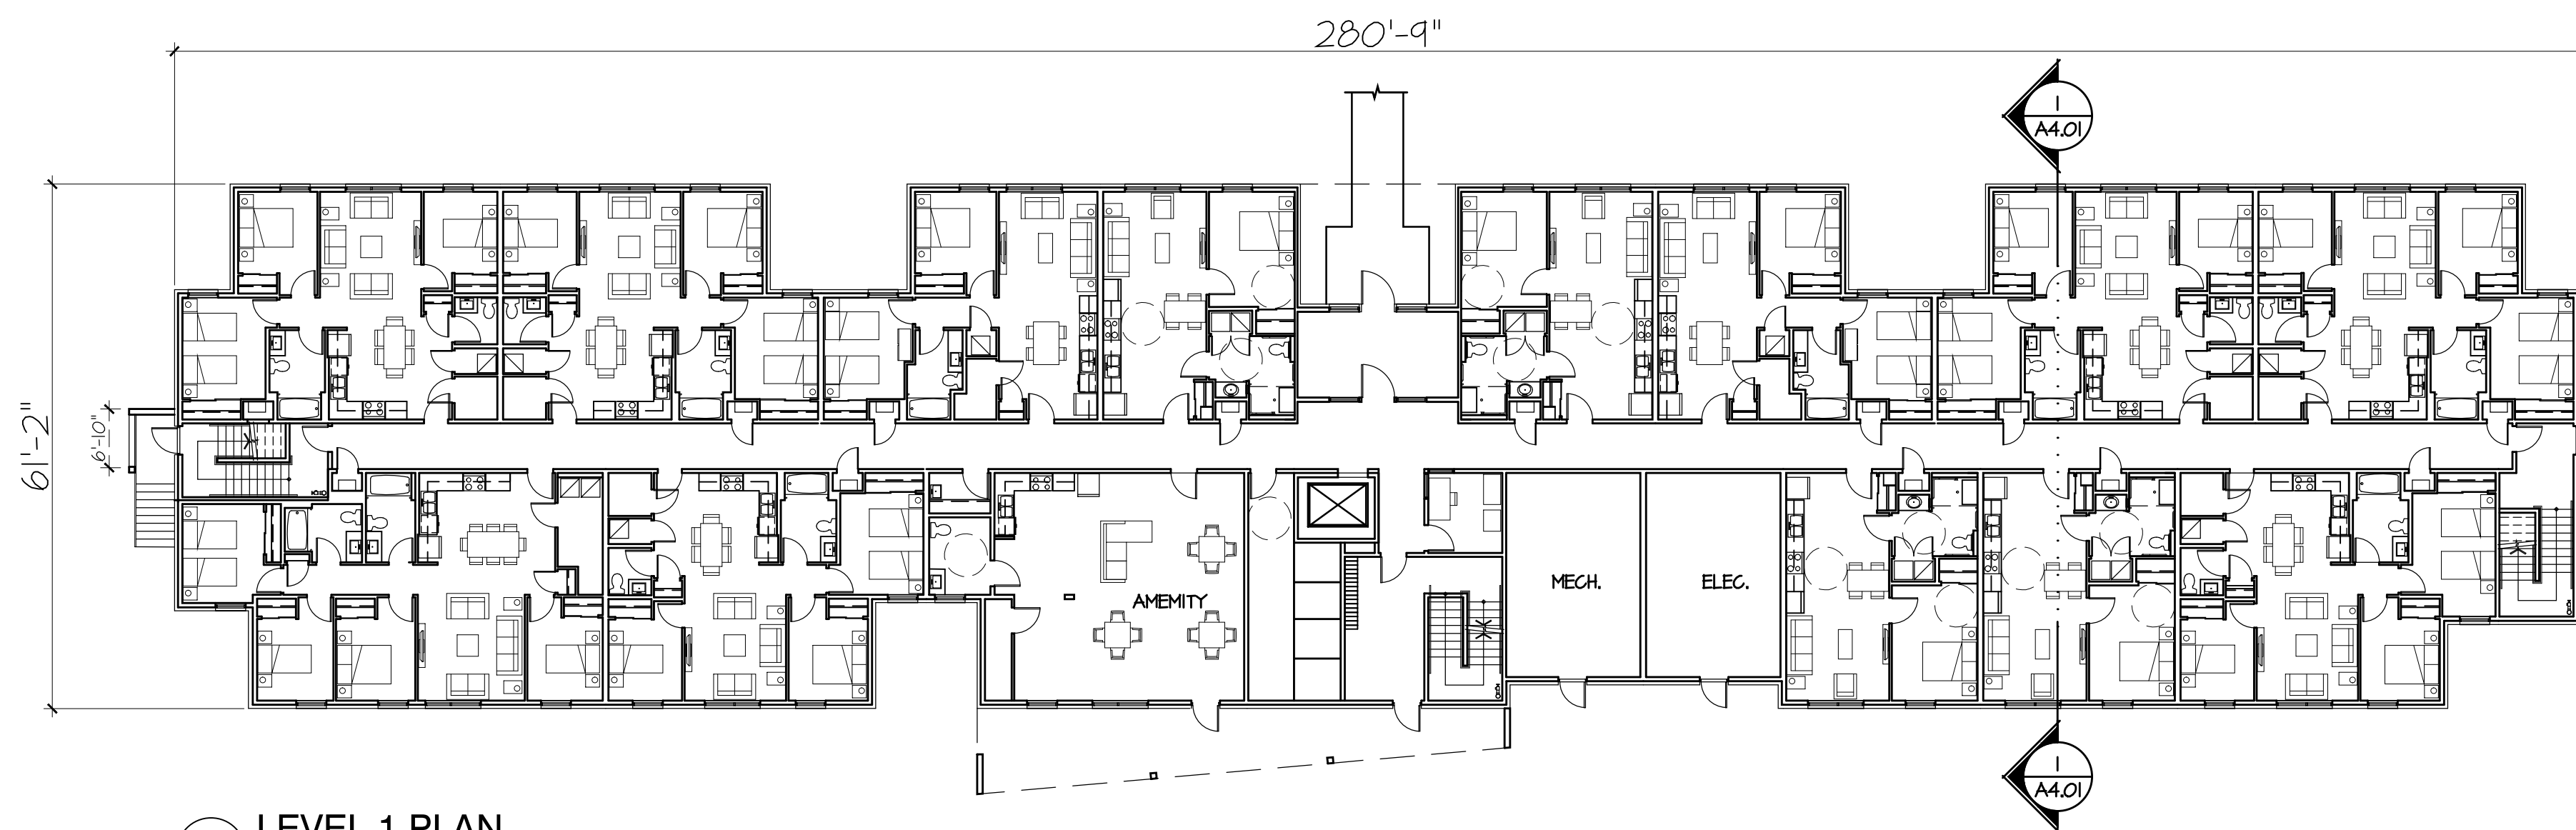 280'-9"
1
A4.01
61'-2"
6'-10"
AMEMITY
MECH.
ELEC.
1
A4.01
LEVEL 1 PLAN